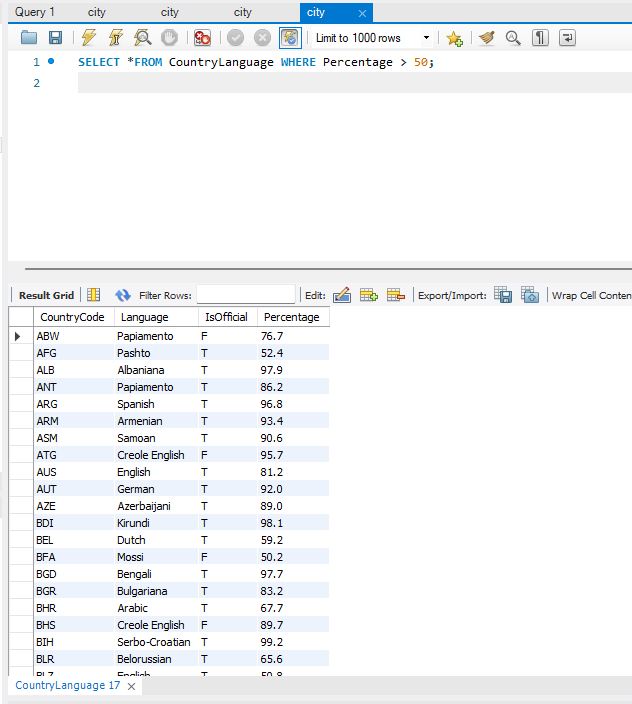 Query 1 city city city city
Limit to 1000 rows
1 SELECT *FROM CountryLanguage WHERE Percentage > 50;
2
Result Grid Filter Rows: Edit: Export/Import: Wrap Cell Conten
CountryCode Language IsOfficial Percentage
ABW Papiamento F 76.7
AFG Pashto T 52.4
ALB Albaniana T 97.9
ANT Papiamento T 86.2
ARG Spanish T 96.8
ARM Armenian T 93.4
ASM Samoan T 90.6
ATG Creole English F 95.7
AUS English T 81.2
AUT German T 92.0
AZE Azerbaijani T 89.0
BDI Kirundi T 98.1
BEL Dutch T 59.2
BFA Mossi F 50.2
BGD Bengali T 97.7
BGR Bulgariana T 83.2
BHR Arabic T 67.7
BHS Creole English F 89.7
BIH Serbo-Croatian T 99.2
BLR Belorussian T 65.6
BLZ English T 50.8
CountryLanguage 17